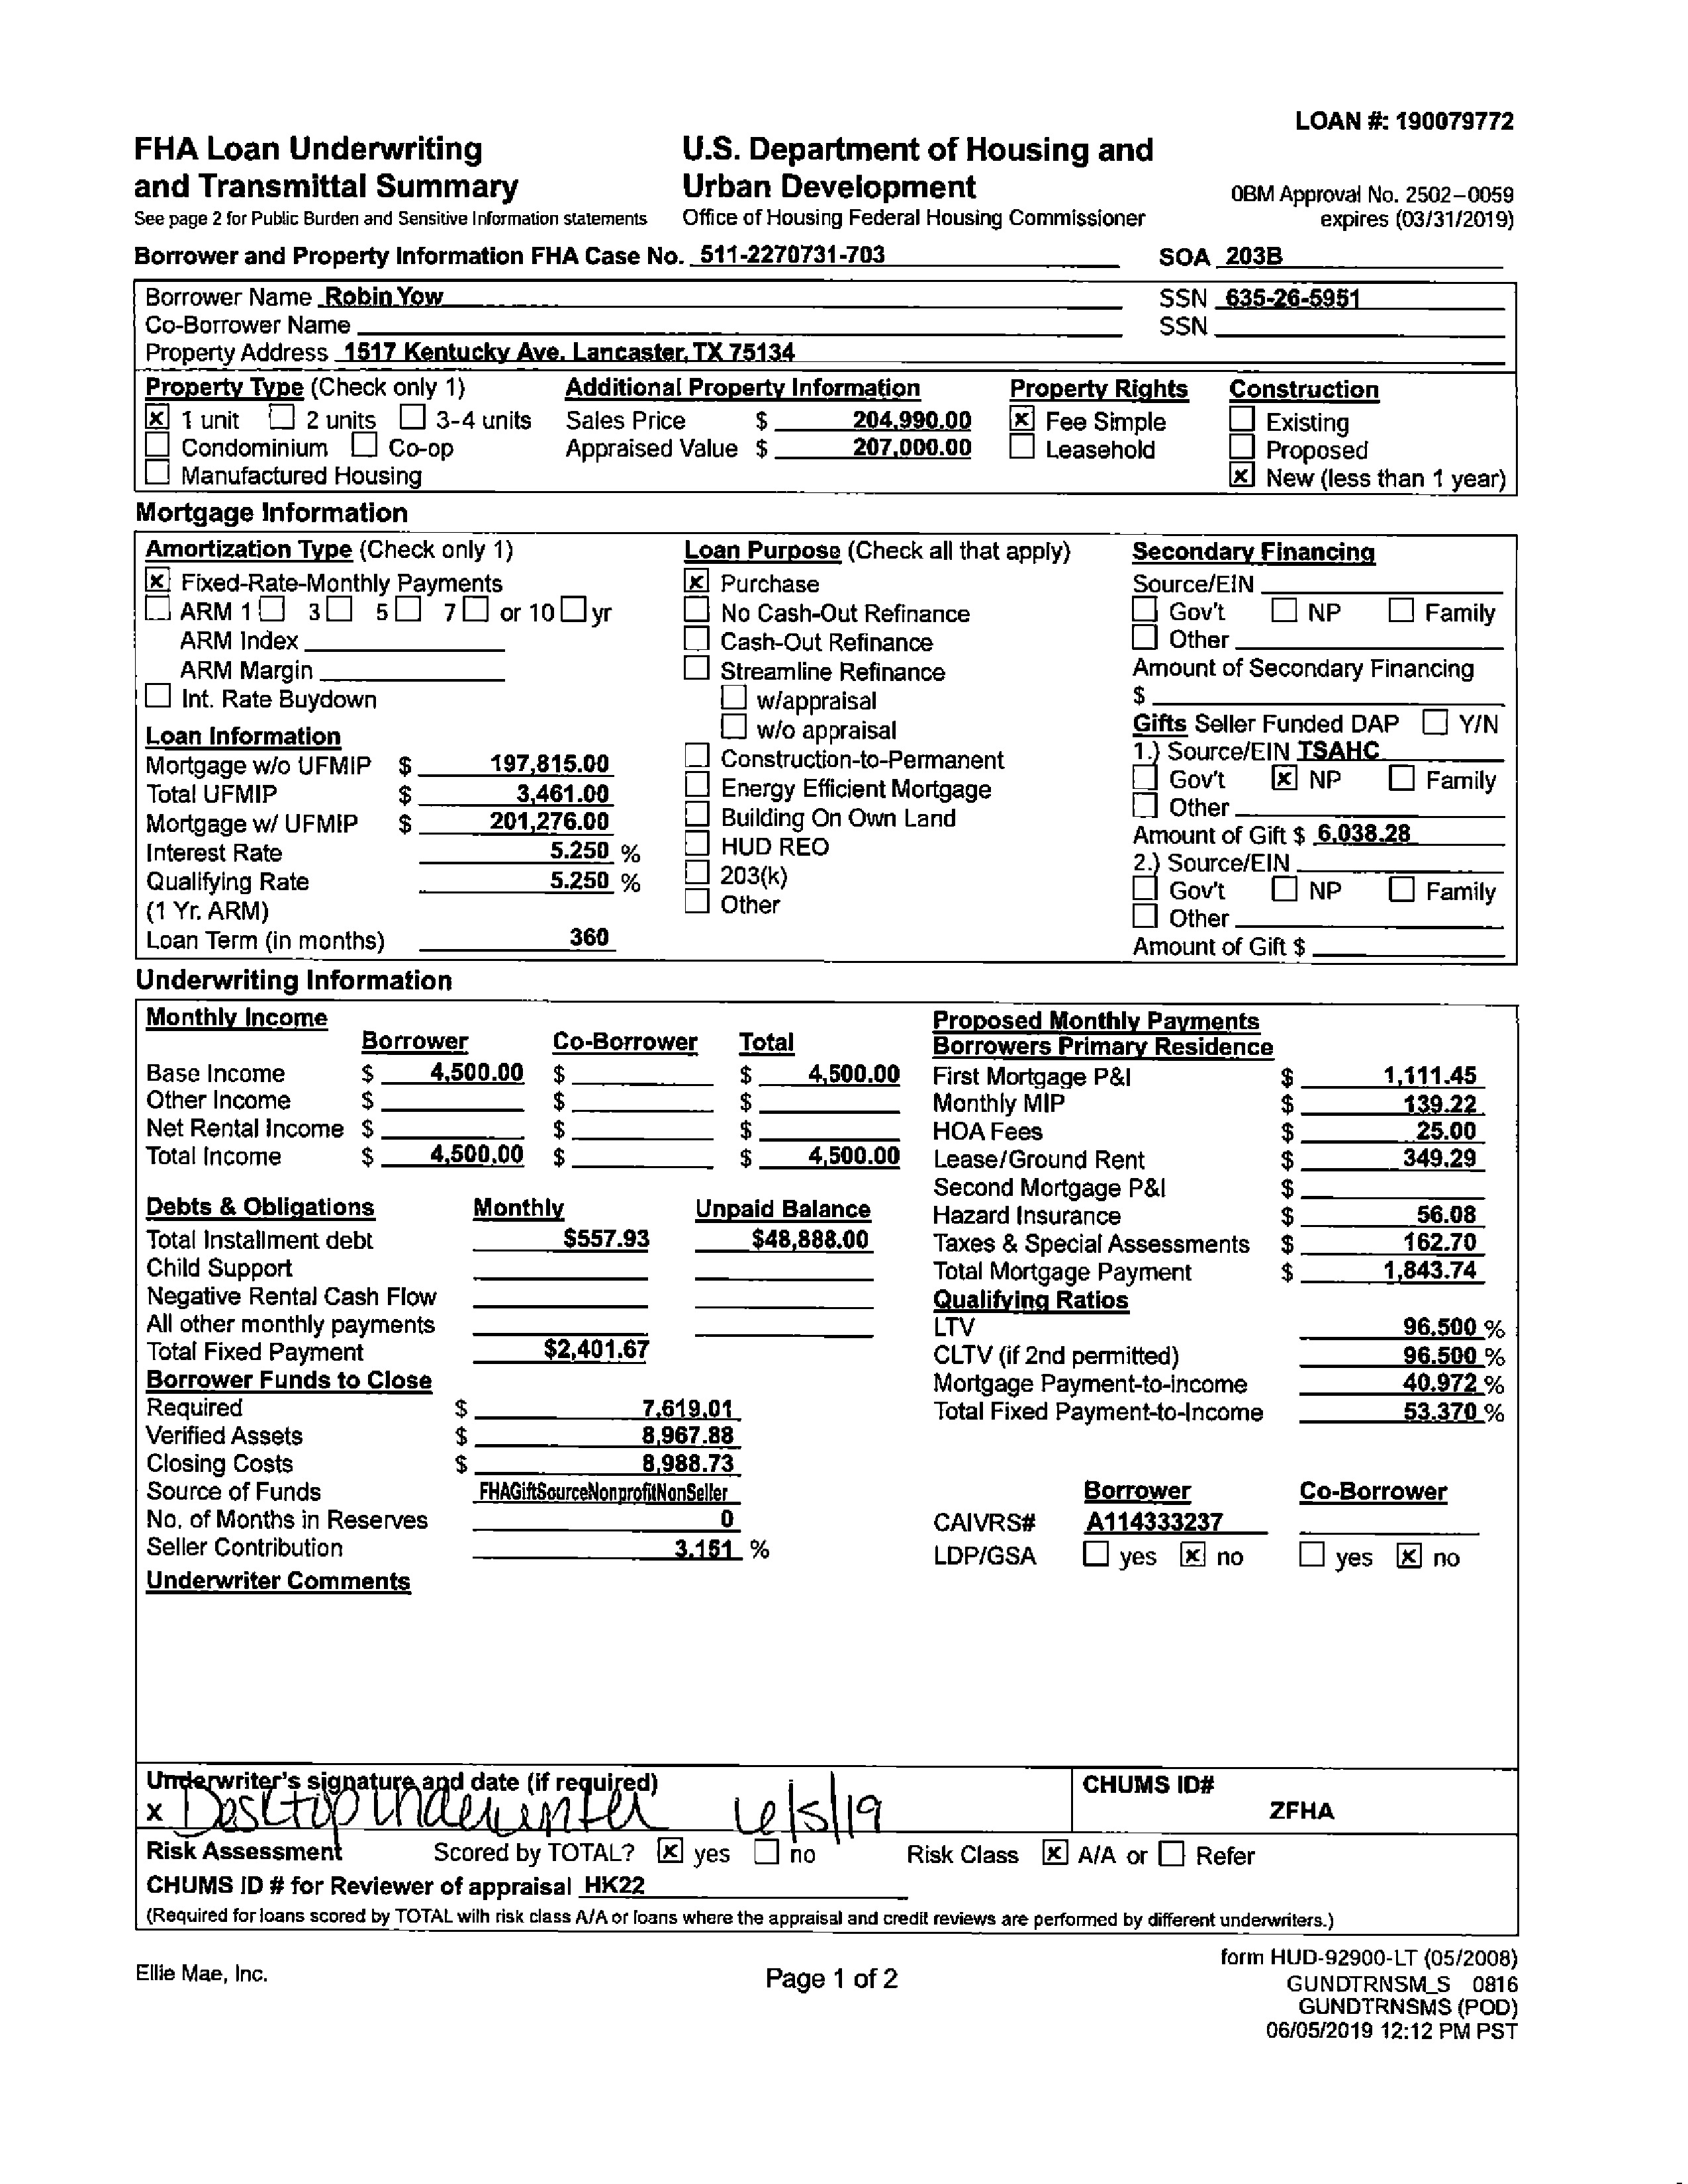 LOAN #: 190079772
FHA Loan Underwriting
and Transmittal Summary
See page 2 for Public Burden and Sensitive Information statements
U.S. Department of Housing and
Urban Development
Office of Housing Federal Housing Commissioner
0BM Approval No. 2502-0059
expires (03/31/2019)
Borrower and Property Information FHA Case No. 511-2270731-703 SOA 203B
Borrower Name Robin Yow SSN 635-26-5951
Co-Borrower Name SSN
Property Address 1517 Kentucky Ave, Lancaster, TX 75134
Property Type (Check only 1)
1 unit 2 units 3-4 units
Condominium Co-op
Manufactured Housing
Additional Property Information
Sales Price $ 204,990.00
Appraised Value $ 207,000.00
Property Rights
Fee Simple
Leasehold
Construction
Existing
Proposed
New (less than 1 year)
Mortgage Information
Amortization Type (Check only 1)
Fixed-Rate-Monthly Payments
ARM 1 3 5 7 or 10 yr
ARM Index
ARM Margin
Int. Rate Buydown
Loan Information
Mortgage w/o UFMIP $ 197,815.00
Total UFMIP $ 3,461.00
Mortgage w/ UFMIP $ 201,276.00
Interest Rate 5.250 %
Qualifying Rate 5.250 %
(1 Yr. ARM)
Loan Term (in months) 360
Loan Purpose (Check all that apply)
Purchase
No Cash-Out Refinance
Cash-Out Refinance
Streamline Refinance
w/appraisal
w/o appraisal
Construction-to-Permanent
Energy Efficient Mortgage
Building On Own Land
HUD REO
203(k)
Other
Secondary Financing
Source/EIN
Gov't NP Family
Other
Amount of Secondary Financing
$
Gifts Seller Funded DAP Y/N
1.) Source/EIN TSAHC
Gov't NP Family
Other
Amount of Gift $ 6,038.28
2.) Source/EIN
Gov't NP Family
Other
Amount of Gift $
Underwriting Information
Monthly Income
Borrower Co-Borrower Total
Base Income $ 4,500.00 $ $ 4,500.00
Other Income $ $ $
Net Rental Income $ $ $
Total Income $ 4,500.00 $ $ 4,500.00
Debts & Obligations Monthly Unpaid Balance
Total Installment debt $557.93 $48,888.00
Child Support
Negative Rental Cash Flow
All other monthly payments
Total Fixed Payment $2,401.67
Borrower Funds to Close
Required $ 7,619.01
Verified Assets $ 8,967.88
Closing Costs $ 8,988.73
Source of Funds FHAGiftSourceNonprofitNonSeller
No. of Months in Reserves 0
Seller Contribution 3.151 %
Underwriter Comments
Proposed Monthly Payments
Borrowers Primary Residence
First Mortgage P&I $ 1,111.45
Monthly MIP $ 139.22
HOA Fees $ 25.00
Lease/Ground Rent $ 349.29
Second Mortgage P&I $
Hazard Insurance $ 56.08
Taxes & Special Assessments $ 162.70
Total Mortgage Payment $ 1,843.74
Qualifying Ratios
LTV 96.500 %
CLTV (if 2nd permitted) 96.500 %
Mortgage Payment-to-income 40.972 %
Total Fixed Payment-to-Income 53.370 %
Borrower Co-Borrower
CAIVRS# A114333237
LDP/GSA yes no yes no
Underwriter's signature and date (if required)
x Desktop Underwriter 6/5/19
CHUMS ID#
ZFHA
Risk Assessment Scored by TOTAL? yes no Risk Class A/A or Refer
CHUMS ID # for Reviewer of appraisal HK22
(Required for loans scored by TOTAL with risk class A/A or loans where the appraisal and credit reviews are performed by different underwriters.)
Ellie Mae, Inc.
Page 1 of 2
form HUD-92900-LT (05/2008)
GUNDTRNSM_S 0816
GUNDTRNSMS (POD)
06/05/2019 12:12 PM PST